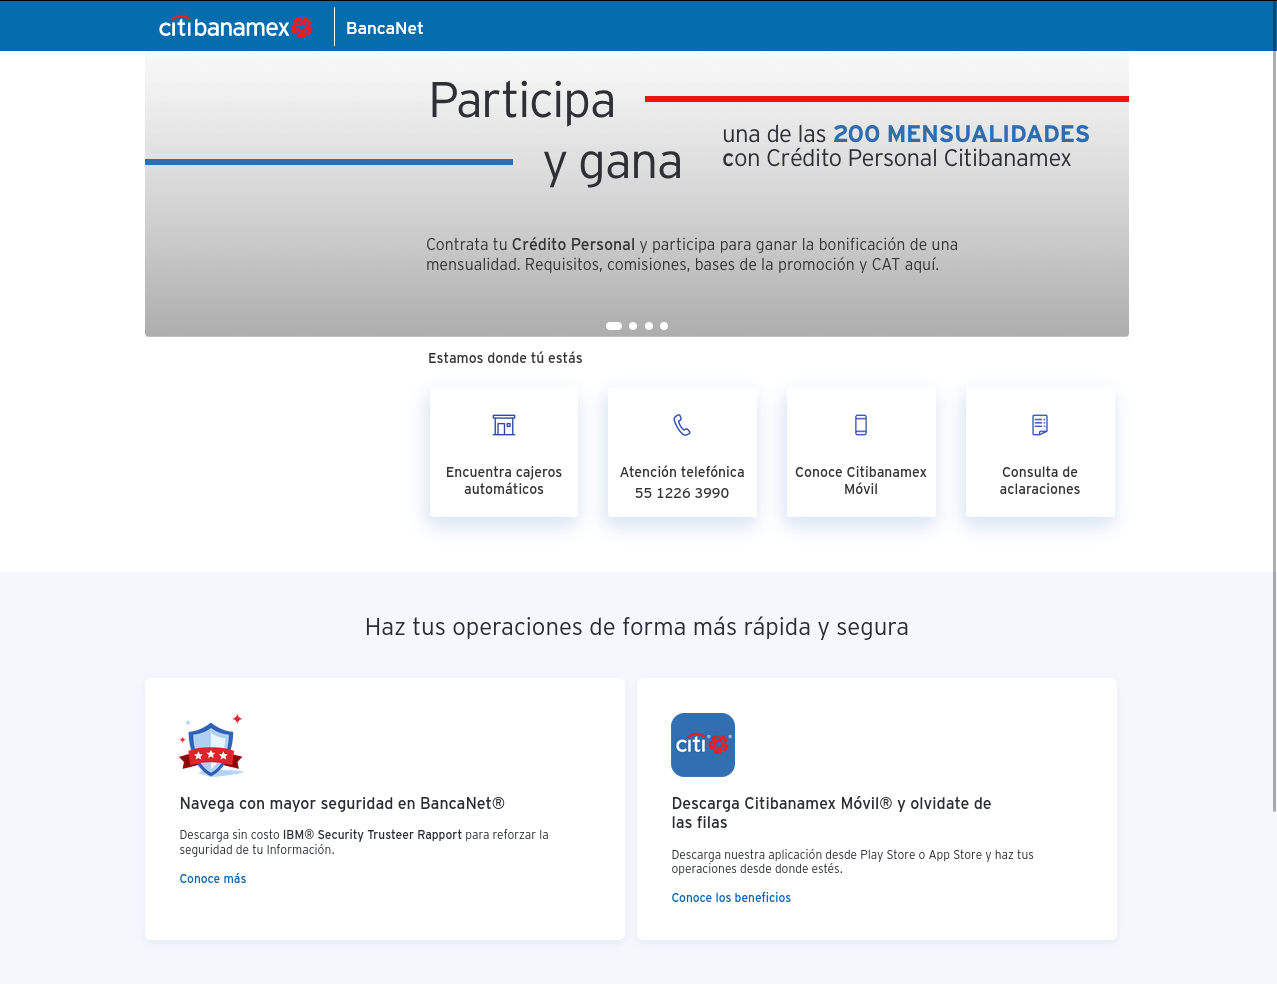 citibanamex
BancaNet
Participa
y gana
una de las 200 MENSUALIDADES
con Crédito Personal Citibanamex
Contrata tu Crédito Personal y participa para ganar la bonificación de una
mensualidad. Requisitos, comisiones, bases de la promoción y CAT aquí.
Estamos donde tú estás
Encuentra cajeros
automáticos
Atención telefónica
55 1226 3990
Conoce Citibanamex
Móvil
Consulta de
aclaraciones
Haz tus operaciones de forma más rápida y segura
Navega con mayor seguridad en BancaNet®
Descarga sin costo IBM® Security Trusteer Rapport para reforzar la
seguridad de tu Información.
Conoce más
citi
Descarga Citibanamex Móvil® y olvidate de
las filas
Descarga nuestra aplicación desde Play Store o App Store y haz tus
operaciones desde donde estés.
Conoce los beneficios